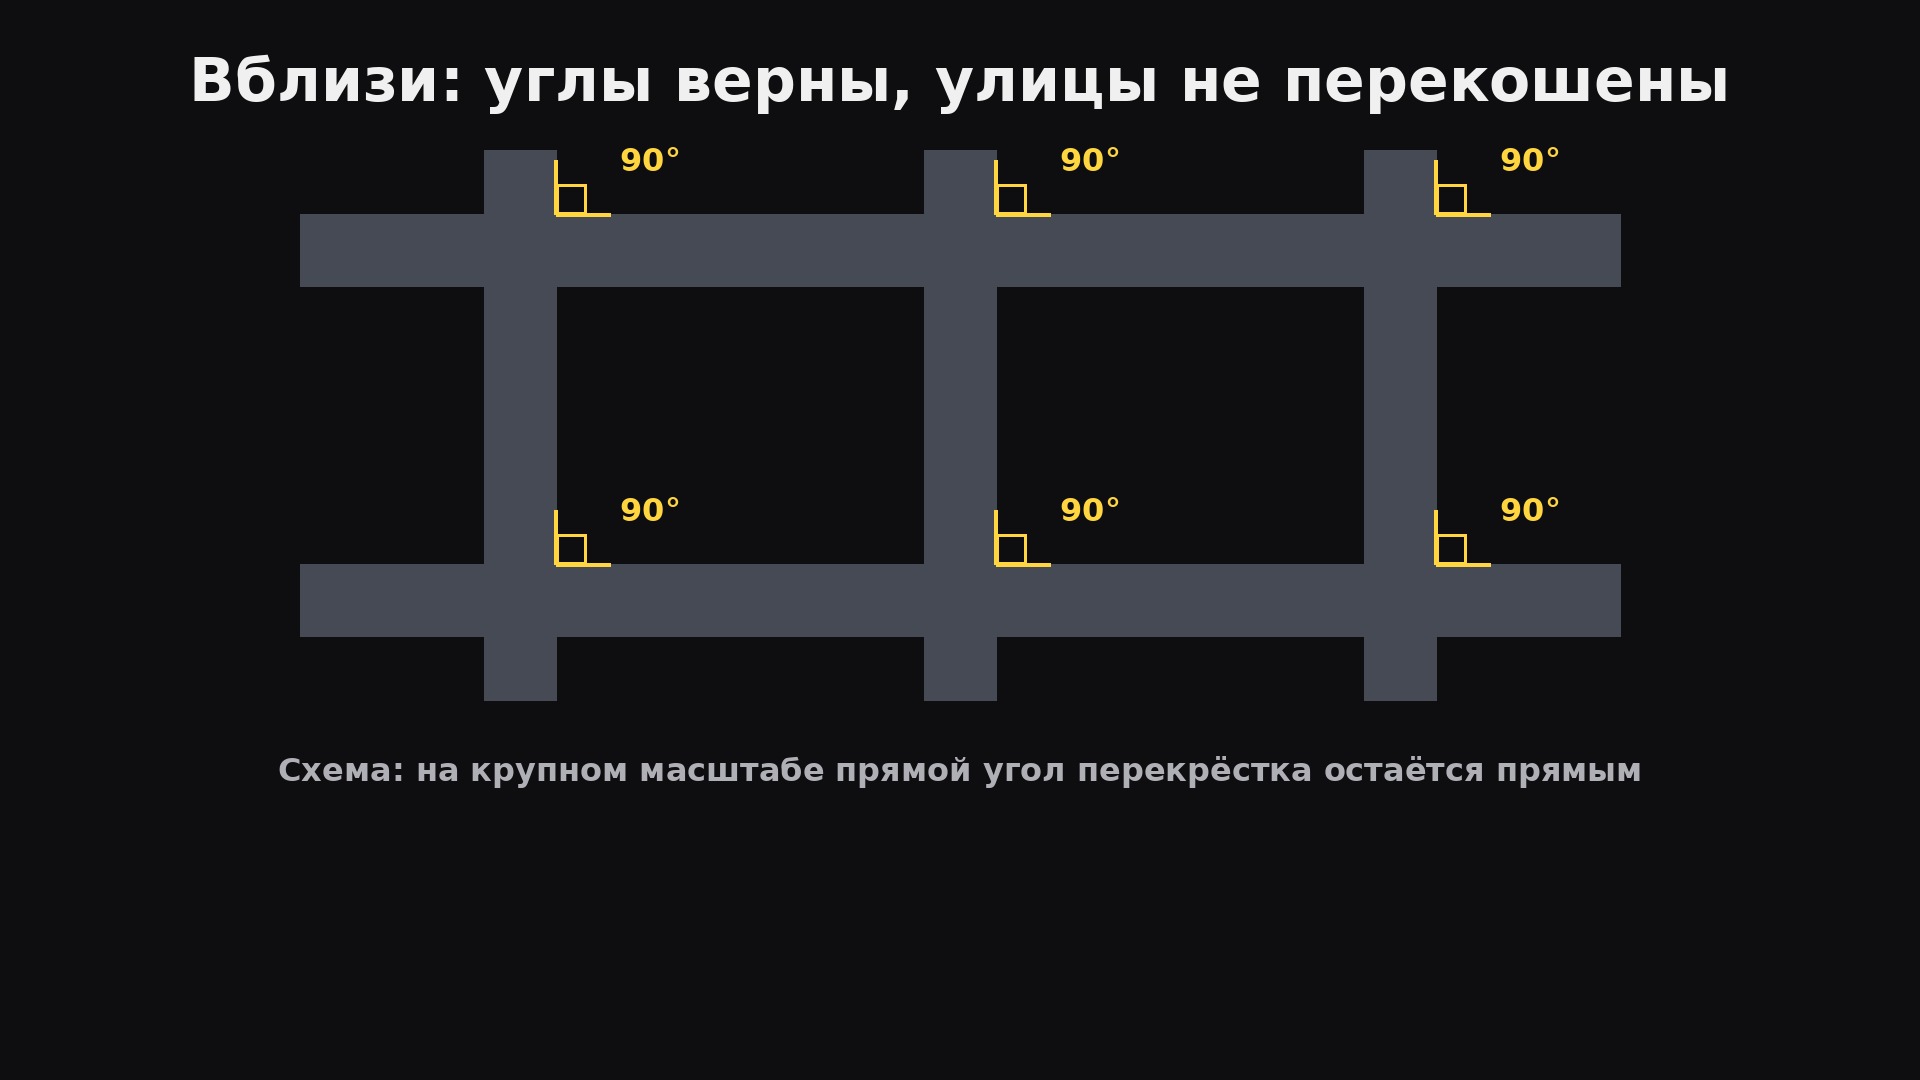 Вблизи: углы верны, улицы не перекошены
90° 90° 90°
90° 90° 90°
Схема: на крупном масштабе прямой угол перекрёстка остаётся прямым